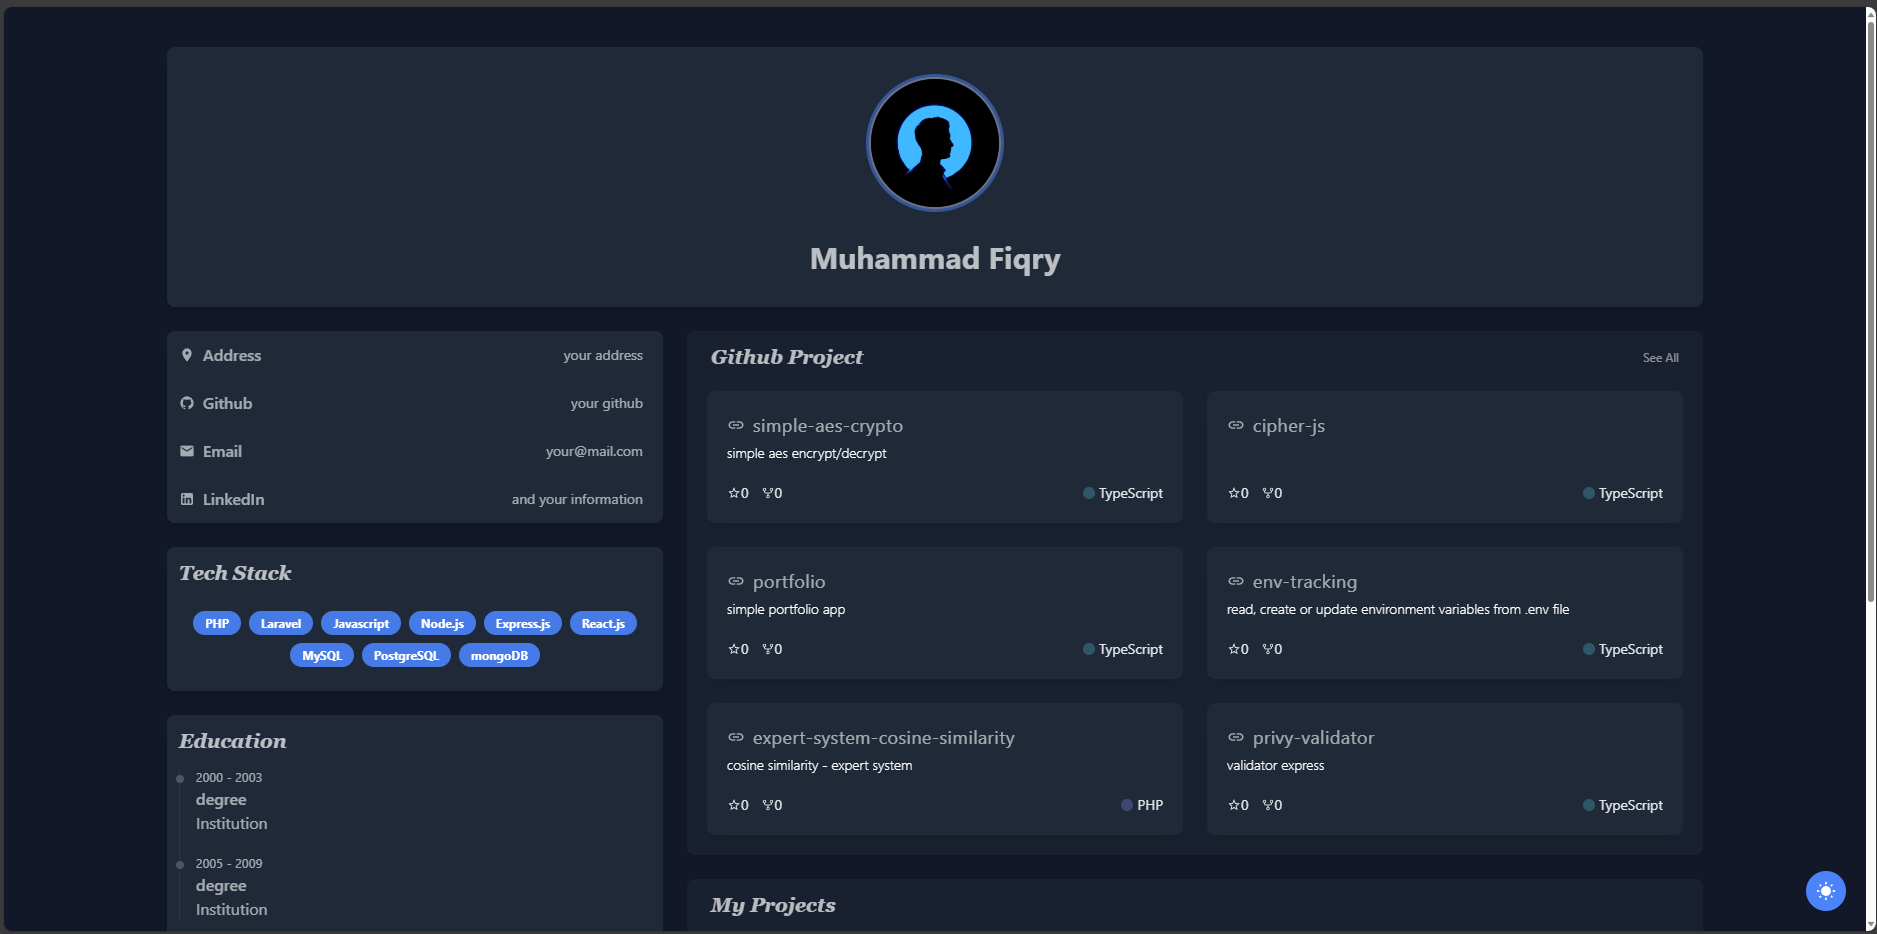 Muhammad Fiqry
Address your address
Github your github
Email your@mail.com
LinkedIn and your information
Tech Stack
PHP Laravel Javascript Node.js Express.js React.js
MySQL PostgreSQL mongoDB
Education
2000 - 2003
degree
Institution
2005 - 2009
degree
Institution
Github Project See All
simple-aes-crypto
simple aes encrypt/decrypt
0 0 TypeScript
cipher-js
0 0 TypeScript
portfolio
simple portfolio app
0 0 TypeScript
env-tracking
read, create or update environment variables from .env file
0 0 TypeScript
expert-system-cosine-similarity
cosine similarity - expert system
0 0 PHP
privy-validator
validator express
0 0 TypeScript
My Projects